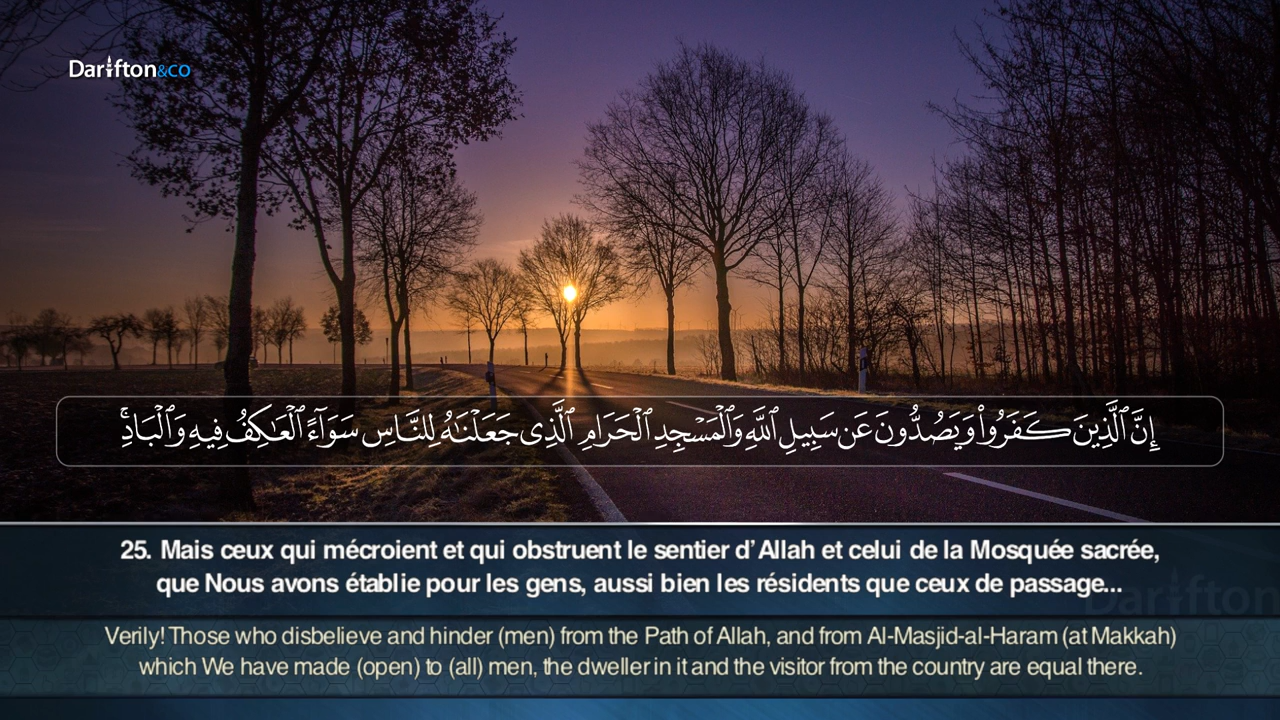 Darifton&co
إِنَّ ٱلَّذِينَ كَفَرُوا۟ وَيَصُدُّونَ عَن سَبِيلِ ٱللَّهِ وَٱلْمَسْجِدِ ٱلْحَرَامِ ٱلَّذِى جَعَلْنَـٰهُ لِلنَّاسِ سَوَآءً ٱلْعَـٰكِفُ فِيهِ وَٱلْبَادِ ۚ
25. Mais ceux qui mécroient et qui obstruent le sentier d’Allah et celui de la Mosquée sacrée,
que Nous avons établie pour les gens, aussi bien les résidents que ceux de passage...
Darifton
Verily! Those who disbelieve and hinder (men) from the Path of Allah, and from Al-Masjid-al-Haram (at Makkah)
which We have made (open) to (all) men, the dweller in it and the visitor from the country are equal there.